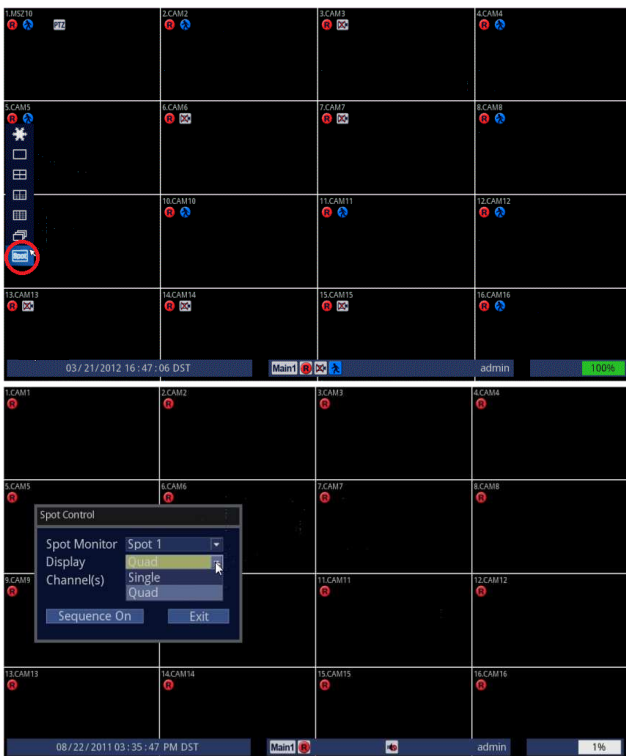 1.MSZ10 2.CAM2 3.CAM3 4.CAM4
R R R R
PTZ
5.CAM5 6.CAM6 7.CAM7 8.CAM8
R R R R
10.CAM10 11.CAM11 12.CAM12
R R R
Spot
13.CAM13 14.CAM14 15.CAM15 16.CAM16
R R R R
03/21/2012 16:47:06 DST Main1 R admin 100%
1.CAM1 2.CAM2 3.CAM3 4.CAM4
R R R R
5.CAM5 6.CAM6 7.CAM7 8.CAM8
R R R R
Spot Control
Spot Monitor Spot 1
Display Quad
Channel(s) Single
Quad
Sequence On Exit
9.CAM9 11.CAM11 12.CAM12
R R R
13.CAM13 14.CAM14 15.CAM15 16.CAM16
R R R R
08/22/2011 03:35:47 PM DST Main1 R admin 1%